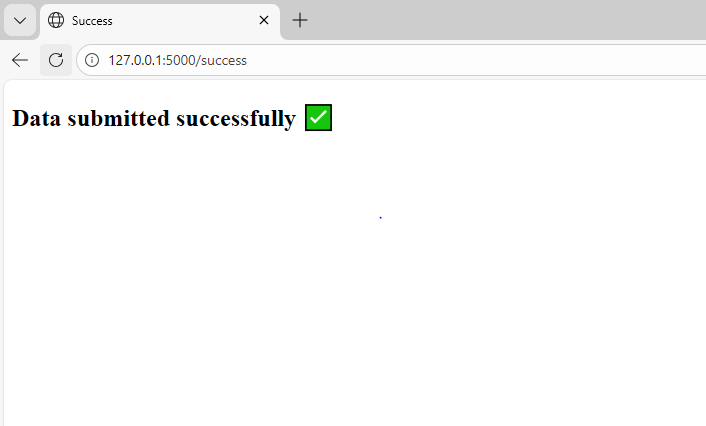 Success
127.0.0.1:5000/success
Data submitted successfully ✅